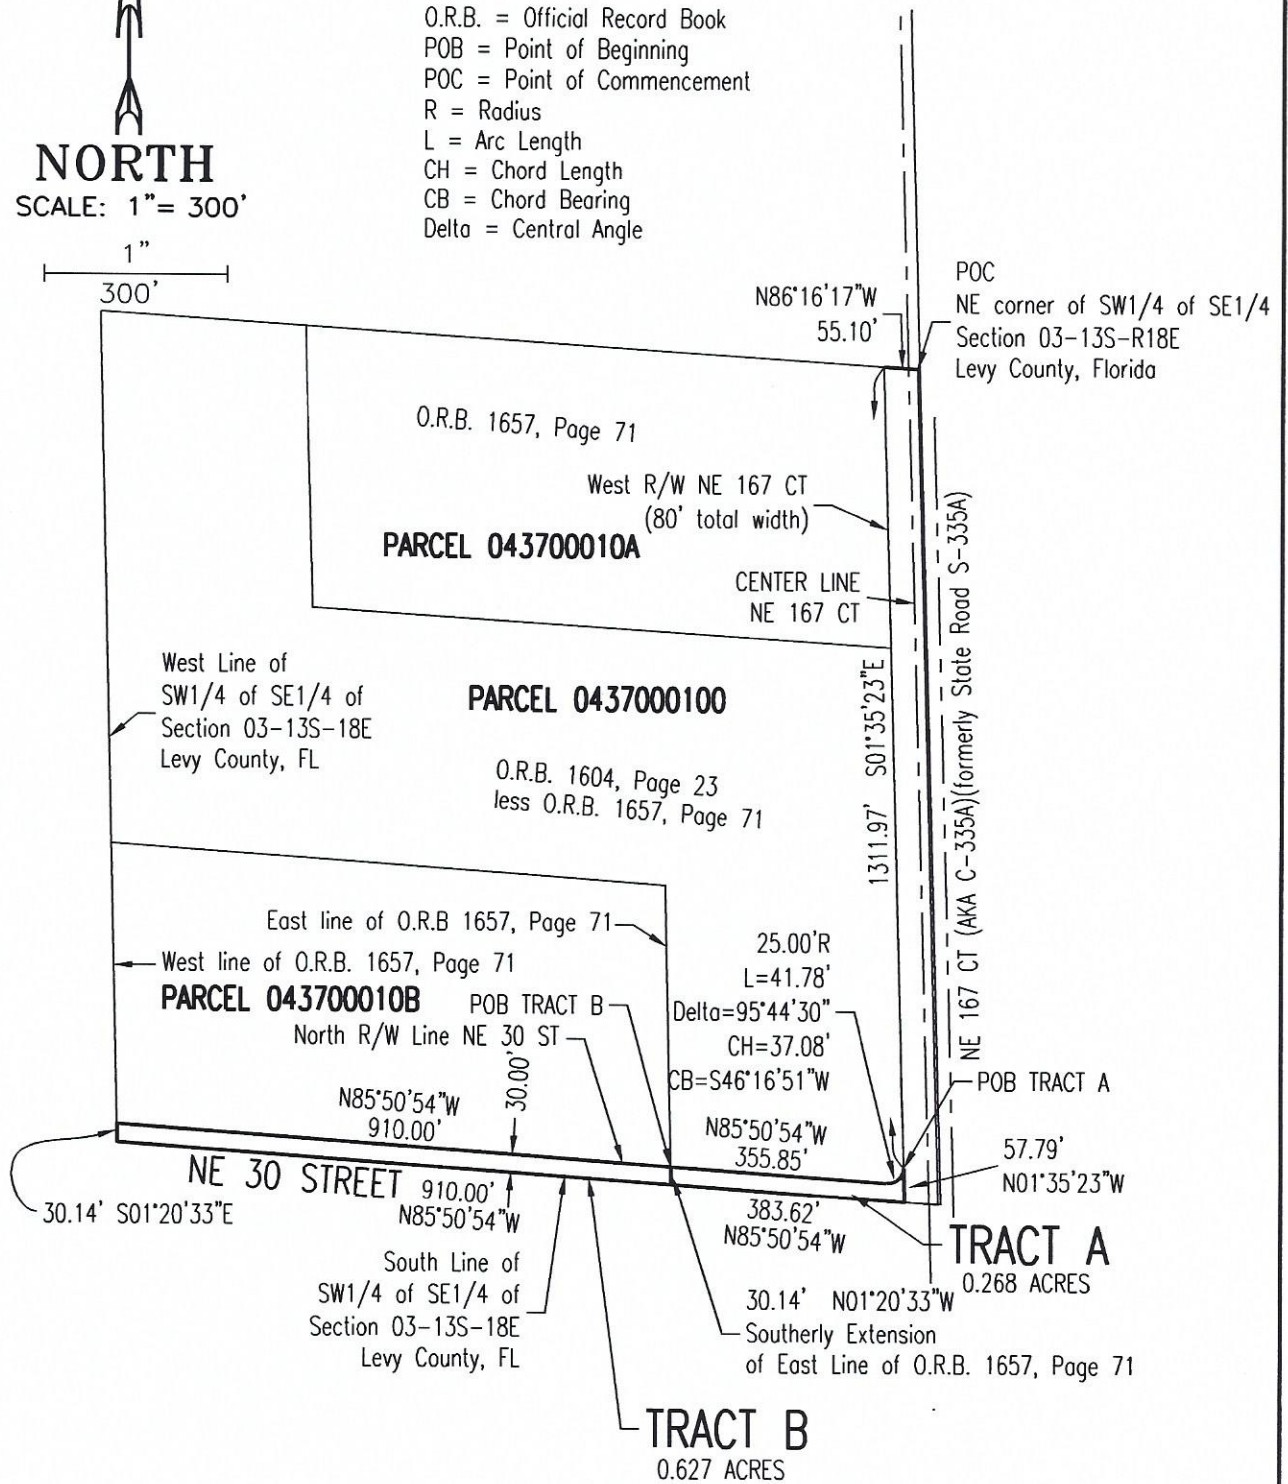 O.R.B. = Official Record Book
POB = Point of Beginning
POC = Point of Commencement
R = Radius
L = Arc Length
CH = Chord Length
CB = Chord Bearing
Delta = Central Angle
NORTH
SCALE: 1"= 300'
1"
300'
N86°16'17"W
55.10'
POC
NE corner of SW1/4 of SE1/4
Section 03-13S-R18E
Levy County, Florida
O.R.B. 1657, Page 71
West R/W NE 167 CT
(80' total width)
PARCEL 043700010A
CENTER LINE
NE 167 CT
West Line of
SW1/4 of SE1/4 of
Section 03-13S-18E
Levy County, FL
PARCEL 0437000100
O.R.B. 1604, Page 23
less O.R.B. 1657, Page 71
1311.97' S01°35'23"E
NE 167 CT (AKA C-335A)(formerly State Road S-335A)
East line of O.R.B 1657, Page 71
West line of O.R.B. 1657, Page 71
PARCEL 043700010B
POB TRACT B
North R/W Line NE 30 ST
25.00'R
L=41.78'
Delta=95°44'30"
CH=37.08'
CB=S46°16'51"W
POB TRACT A
N85°50'54"W
910.00'
30.00'
N85°50'54"W
355.85'
57.79'
N01°35'23"W
NE 30 STREET
910.00'
N85°50'54"W
383.62'
N85°50'54"W
30.14' S01°20'33"E
TRACT A
0.268 ACRES
South Line of
SW1/4 of SE1/4 of
Section 03-13S-18E
Levy County, FL
30.14' N01°20'33"W
Southerly Extension
of East Line of O.R.B. 1657, Page 71
TRACT B
0.627 ACRES